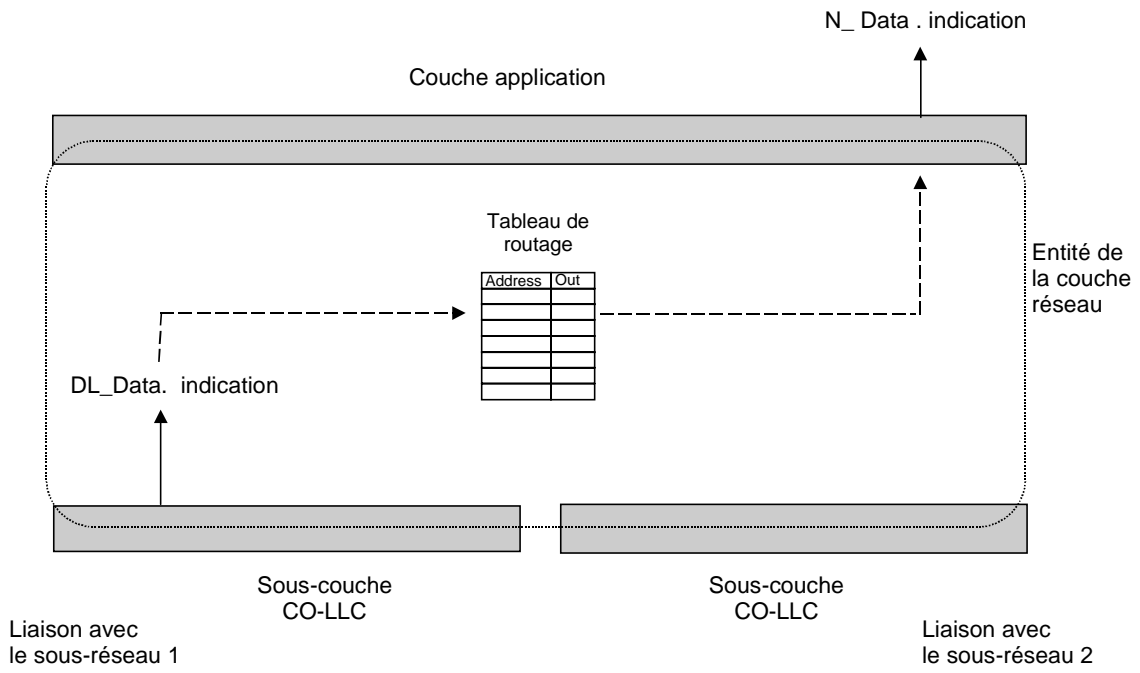 N_ Data . indication
Couche application
Tableau de
routage
Address Out
Entité de
la couche
réseau
DL_Data. indication
Sous-couche
CO-LLC
Sous-couche
CO-LLC
Liaison avec
le sous-réseau 1
Liaison avec
le sous-réseau 2